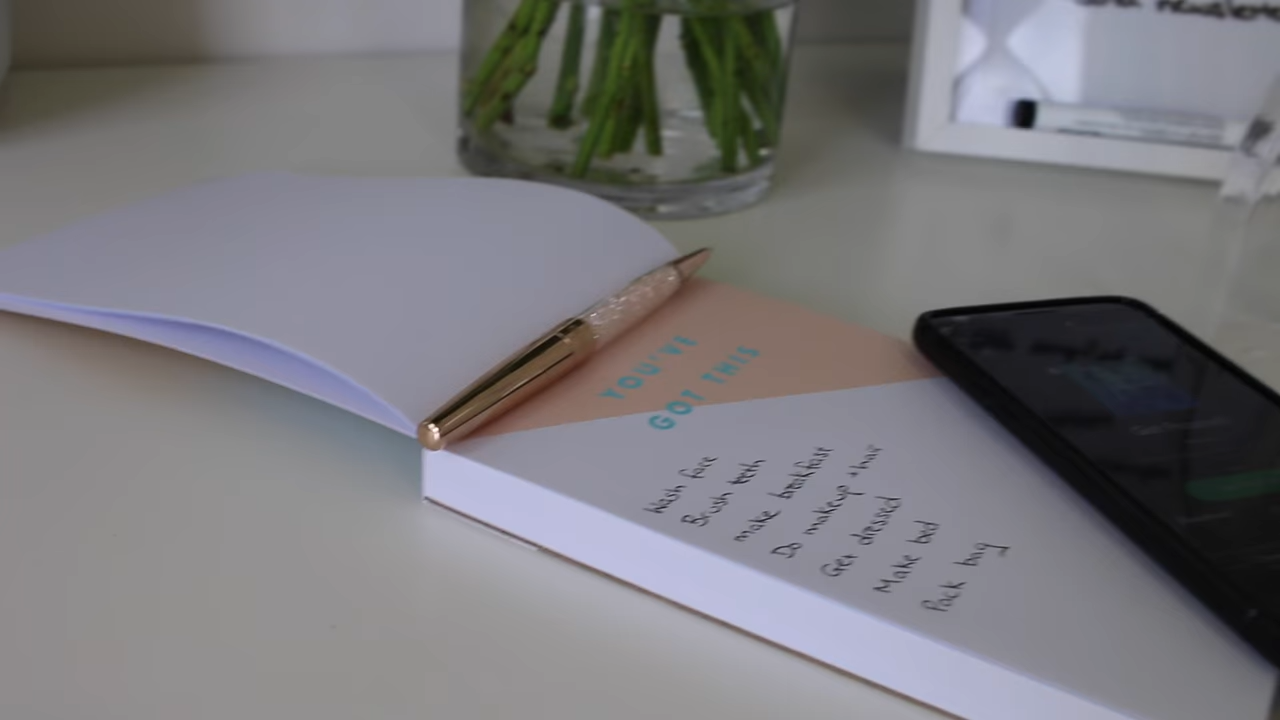 YOU'VE
GOT THIS
Wash face
Brush teeth
make breakfast
Do makeup + hair
Get dressed
Make bed
Pack bag